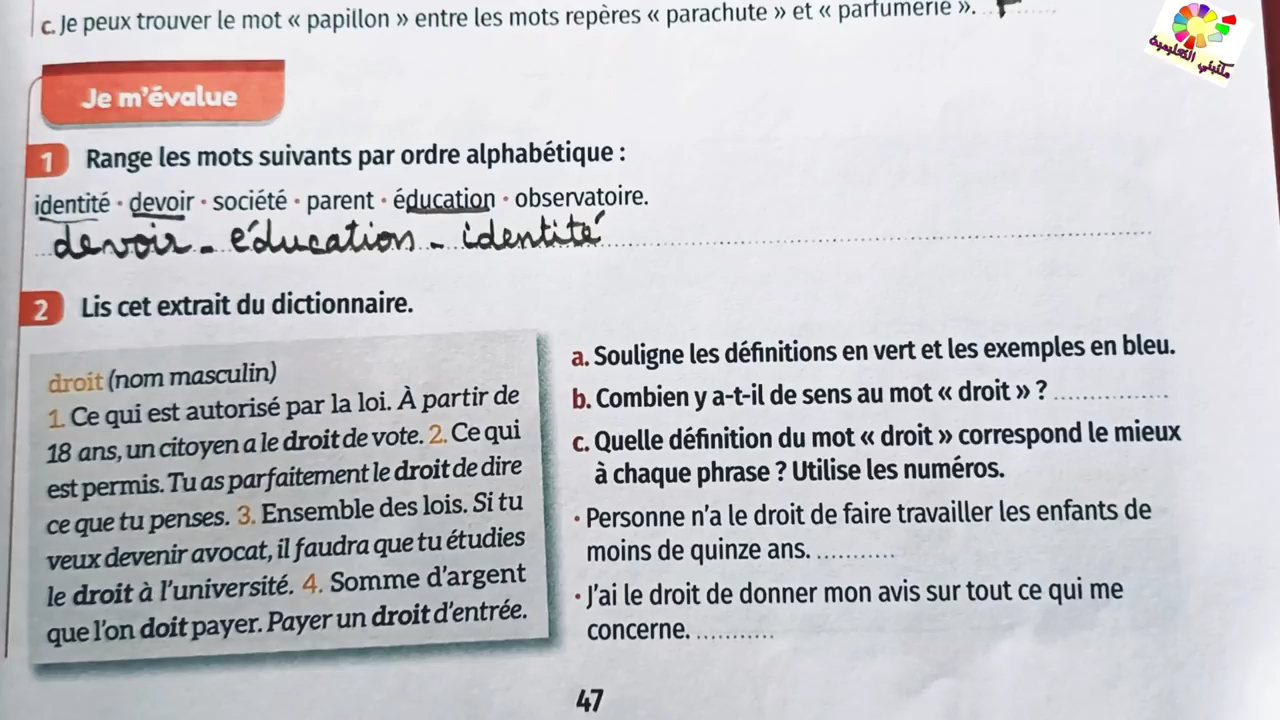 c. Je peux trouver le mot « papillon » entre les mots repères « parachute » et « parfumerie ». ..F......
مكتبتي التعليمية
Je m'évalue
1 Range les mots suivants par ordre alphabétique :
identité • devoir • société • parent • éducation • observatoire.
devoir - éducation - identité
2 Lis cet extrait du dictionnaire.
droit (nom masculin)
1. Ce qui est autorisé par la loi. À partir de
18 ans, un citoyen a le droit de vote. 2. Ce qui
est permis. Tu as parfaitement le droit de dire
ce que tu penses. 3. Ensemble des lois. Si tu
veux devenir avocat, il faudra que tu étudies
le droit à l'université. 4. Somme d'argent
que l'on doit payer. Payer un droit d'entrée.
a. Souligne les définitions en vert et les exemples en bleu.
b. Combien y a-t-il de sens au mot « droit » ? ................
c. Quelle définition du mot « droit » correspond le mieux
à chaque phrase ? Utilise les numéros.
• Personne n'a le droit de faire travailler les enfants de
moins de quinze ans. ...........
• J'ai le droit de donner mon avis sur tout ce qui me
concerne. ...........
47